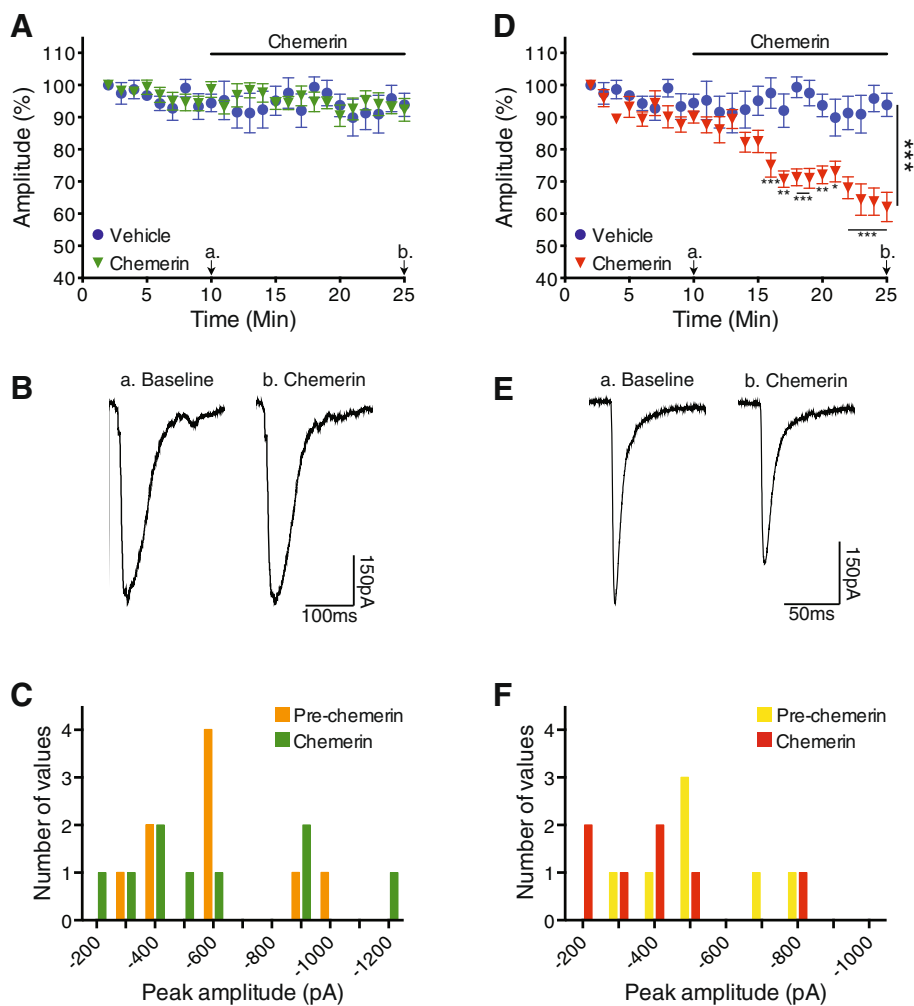 A
Chemerin
Amplitude (%)
110
100
90
80
70
60
50
40
Vehicle
Chemerin
a.
b.
0
5
10
15
20
25
Time (Min)
D
Chemerin
Amplitude (%)
110
100
90
80
70
60
50
40
***
**
***
**
*
***
***
Vehicle
Chemerin
a.
b.
0
5
10
15
20
25
Time (Min)
B
a. Baseline
b. Chemerin
150pA
100ms
E
a. Baseline
b. Chemerin
150pA
50ms
C
Number of values
4
3
2
1
0
Pre-chemerin
Chemerin
-200
-400
-600
-800
-1000
-1200
Peak amplitude (pA)
F
Number of values
4
3
2
1
0
Pre-chemerin
Chemerin
-200
-400
-600
-800
-1000
Peak amplitude (pA)